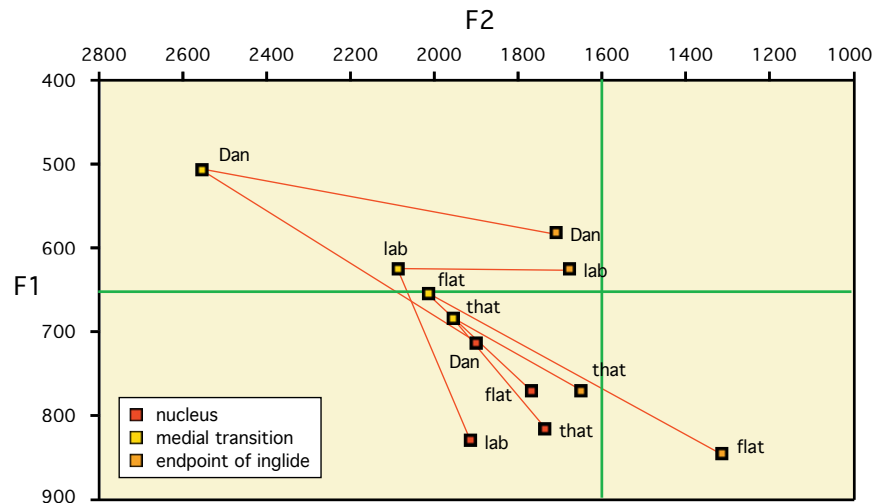 F2
2800 2600 2400 2200 2000 1800 1600 1400 1200 1000
400
500
Dan
Dan
600
lab
lab
F1
flat
that
700
Dan
that
flat
800
that
lab
flat
900
nucleus
medial transition
endpoint of inglide